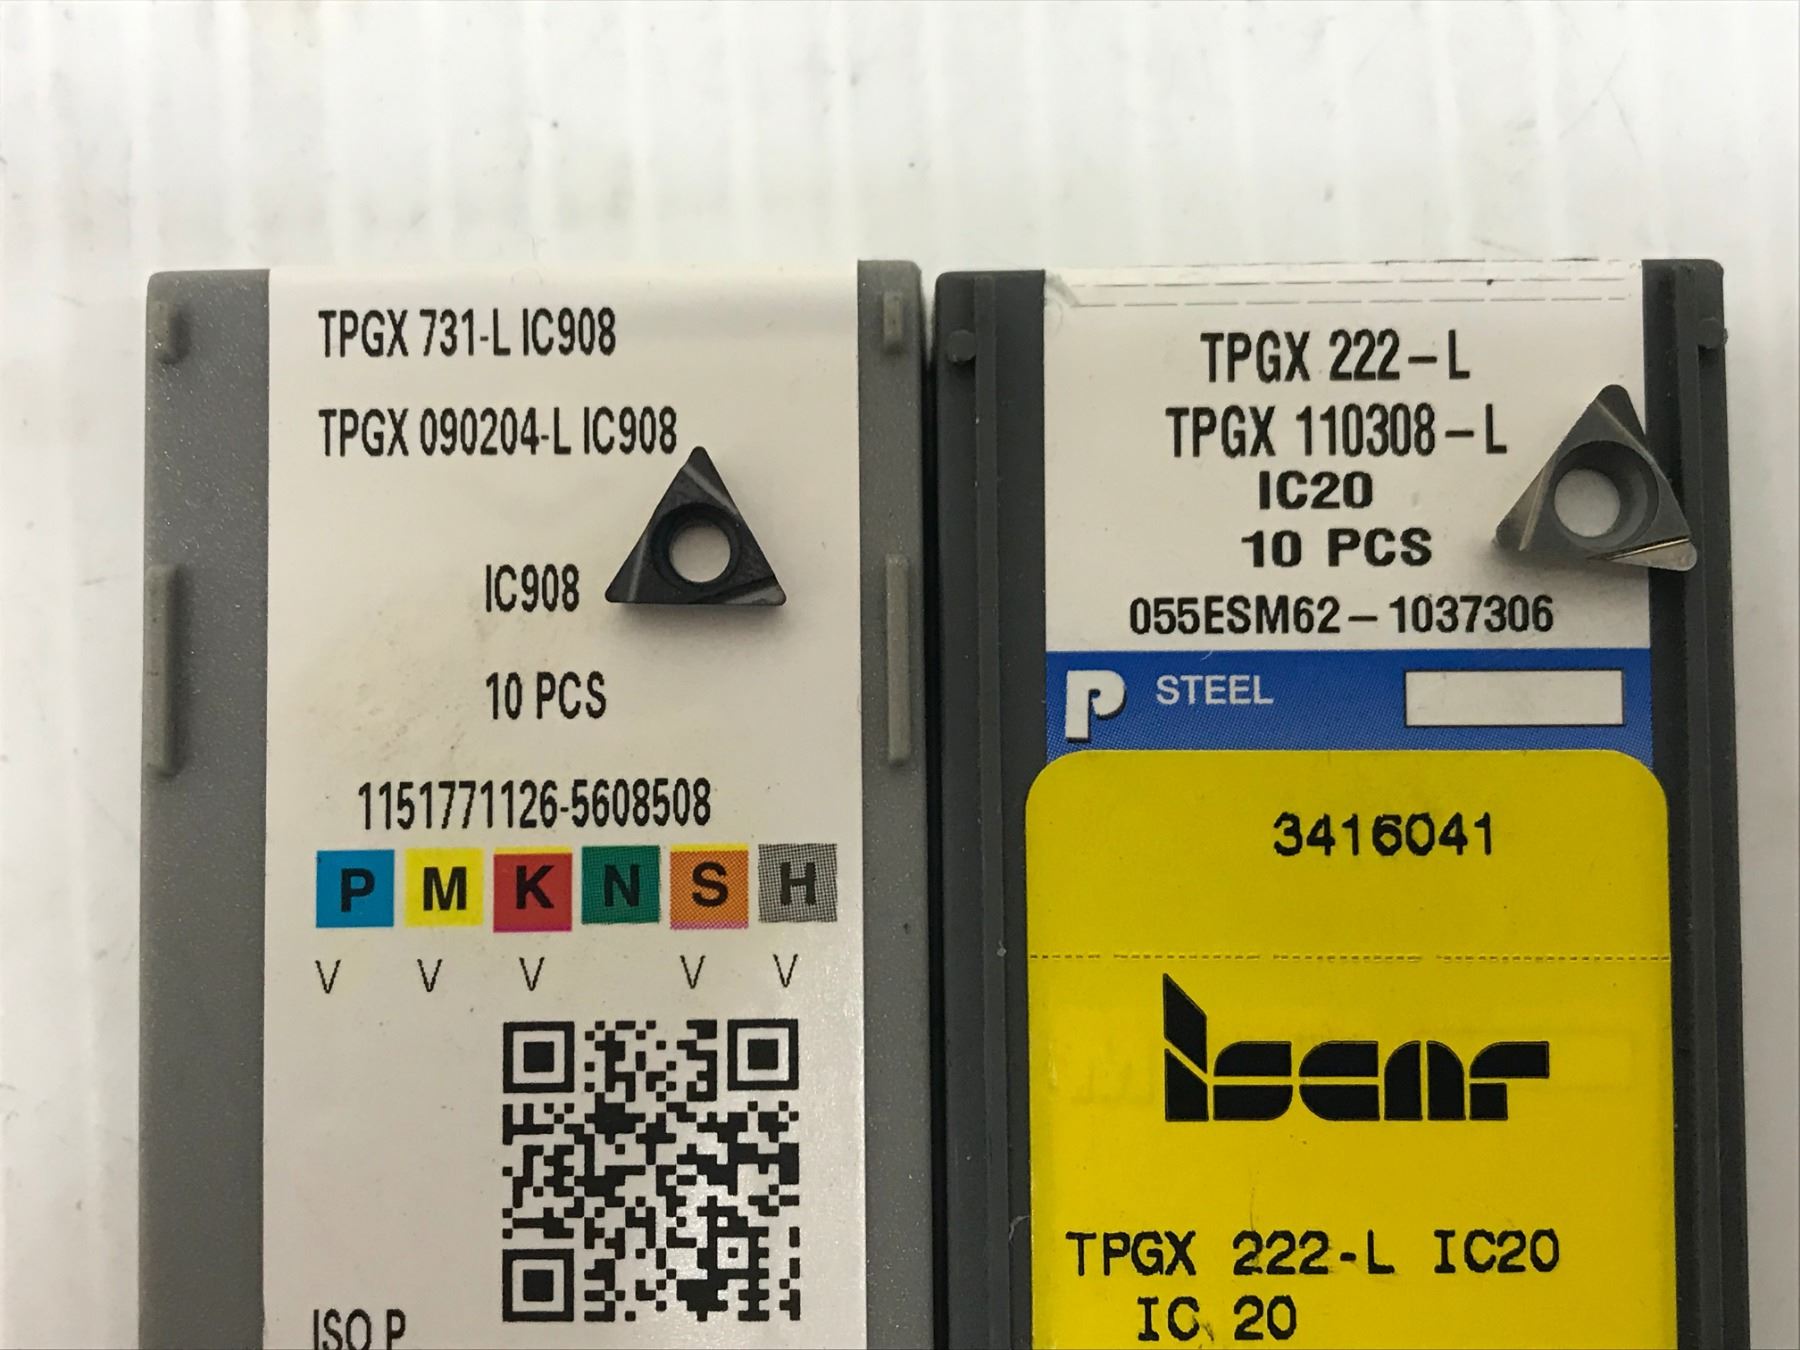 TPGX 731-L IC908
TPGX 090204-L IC908
IC908
10 PCS
1151771126-5608508
P M K N S H
V V V V V
ISO P
TPGX 222-L
TPGX 110308-L
IC20
10 PCS
055ESM62-1037306
P STEEL
3416041
iscar
TPGX 222-L IC20
IC 20